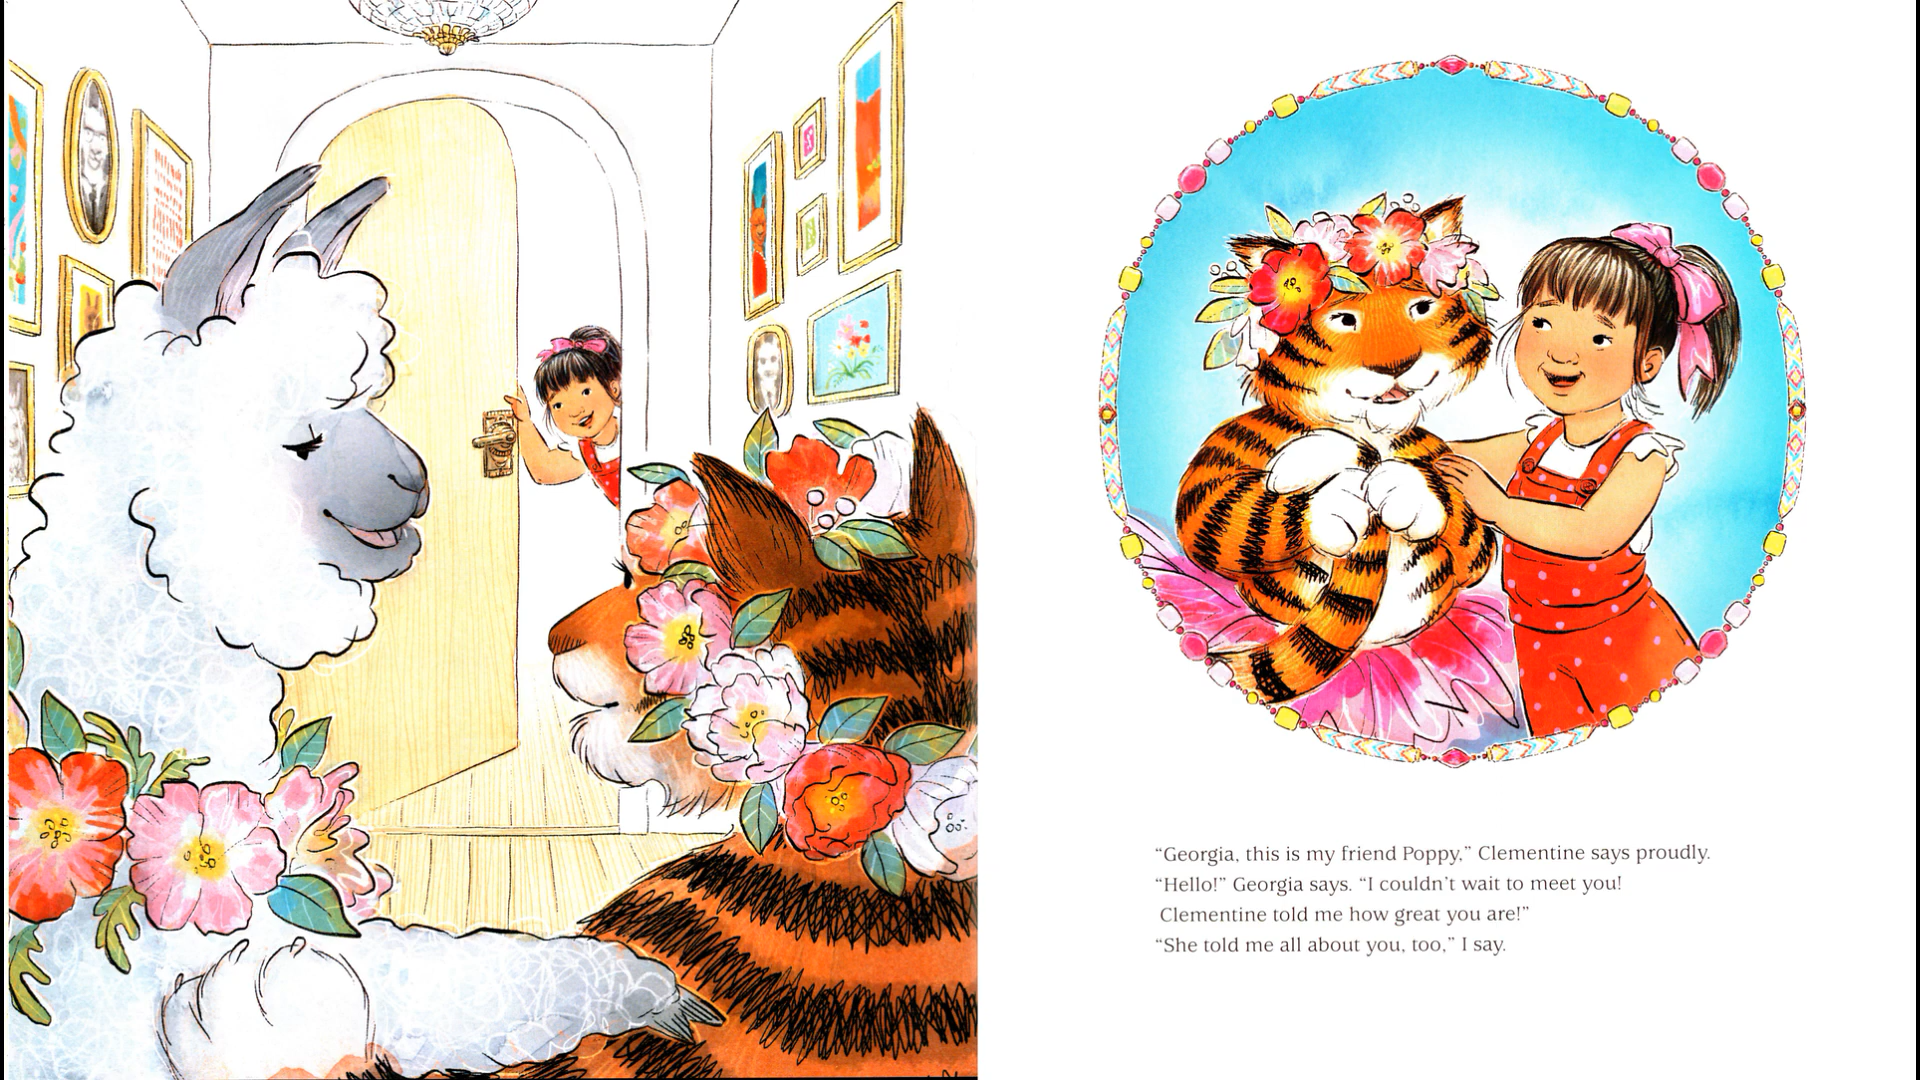 “Georgia, this is my friend Poppy,” Clementine says proudly.
“Hello!” Georgia says. “I couldn’t wait to meet you!
Clementine told me how great you are!”
“She told me all about you, too,” I say.